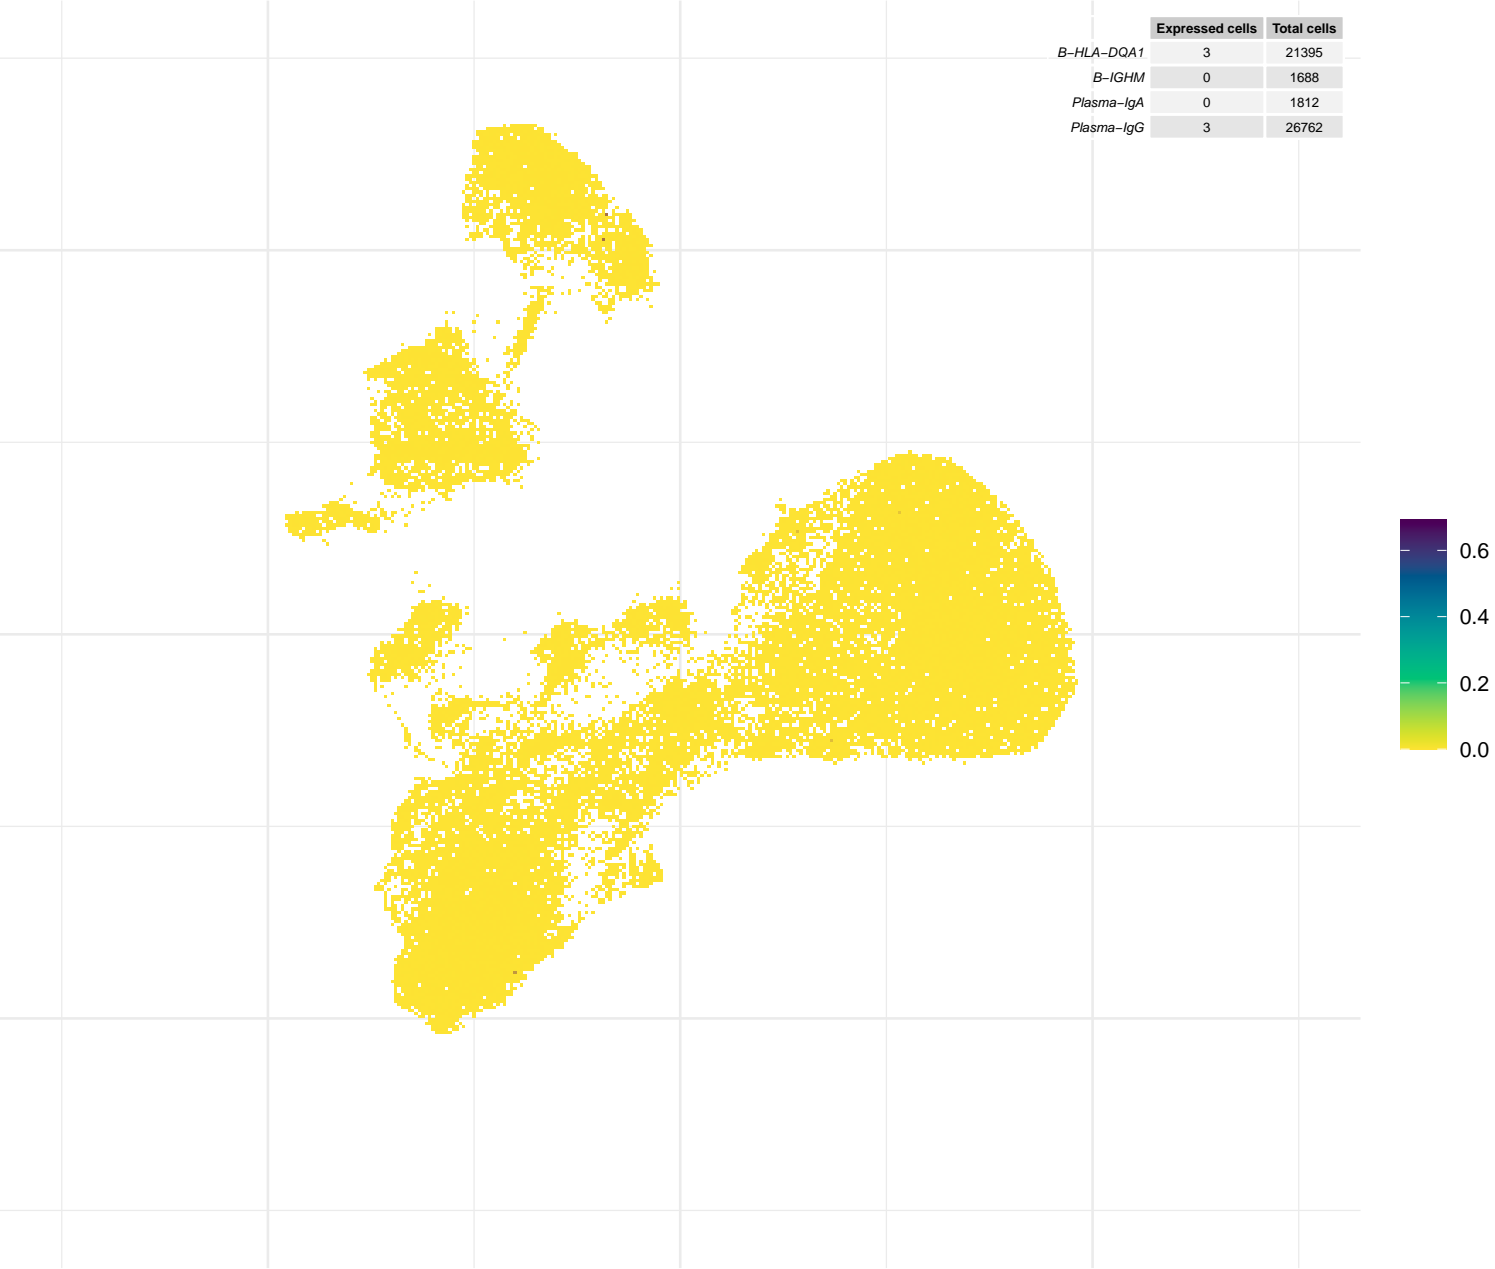 Expressed cells Total cells
B−HLA−DQA1 3 21395
B−IGHM 0 1688
Plasma−IgA 0 1812
Plasma−IgG 3 26762
0.6
0.4
0.2
0.0